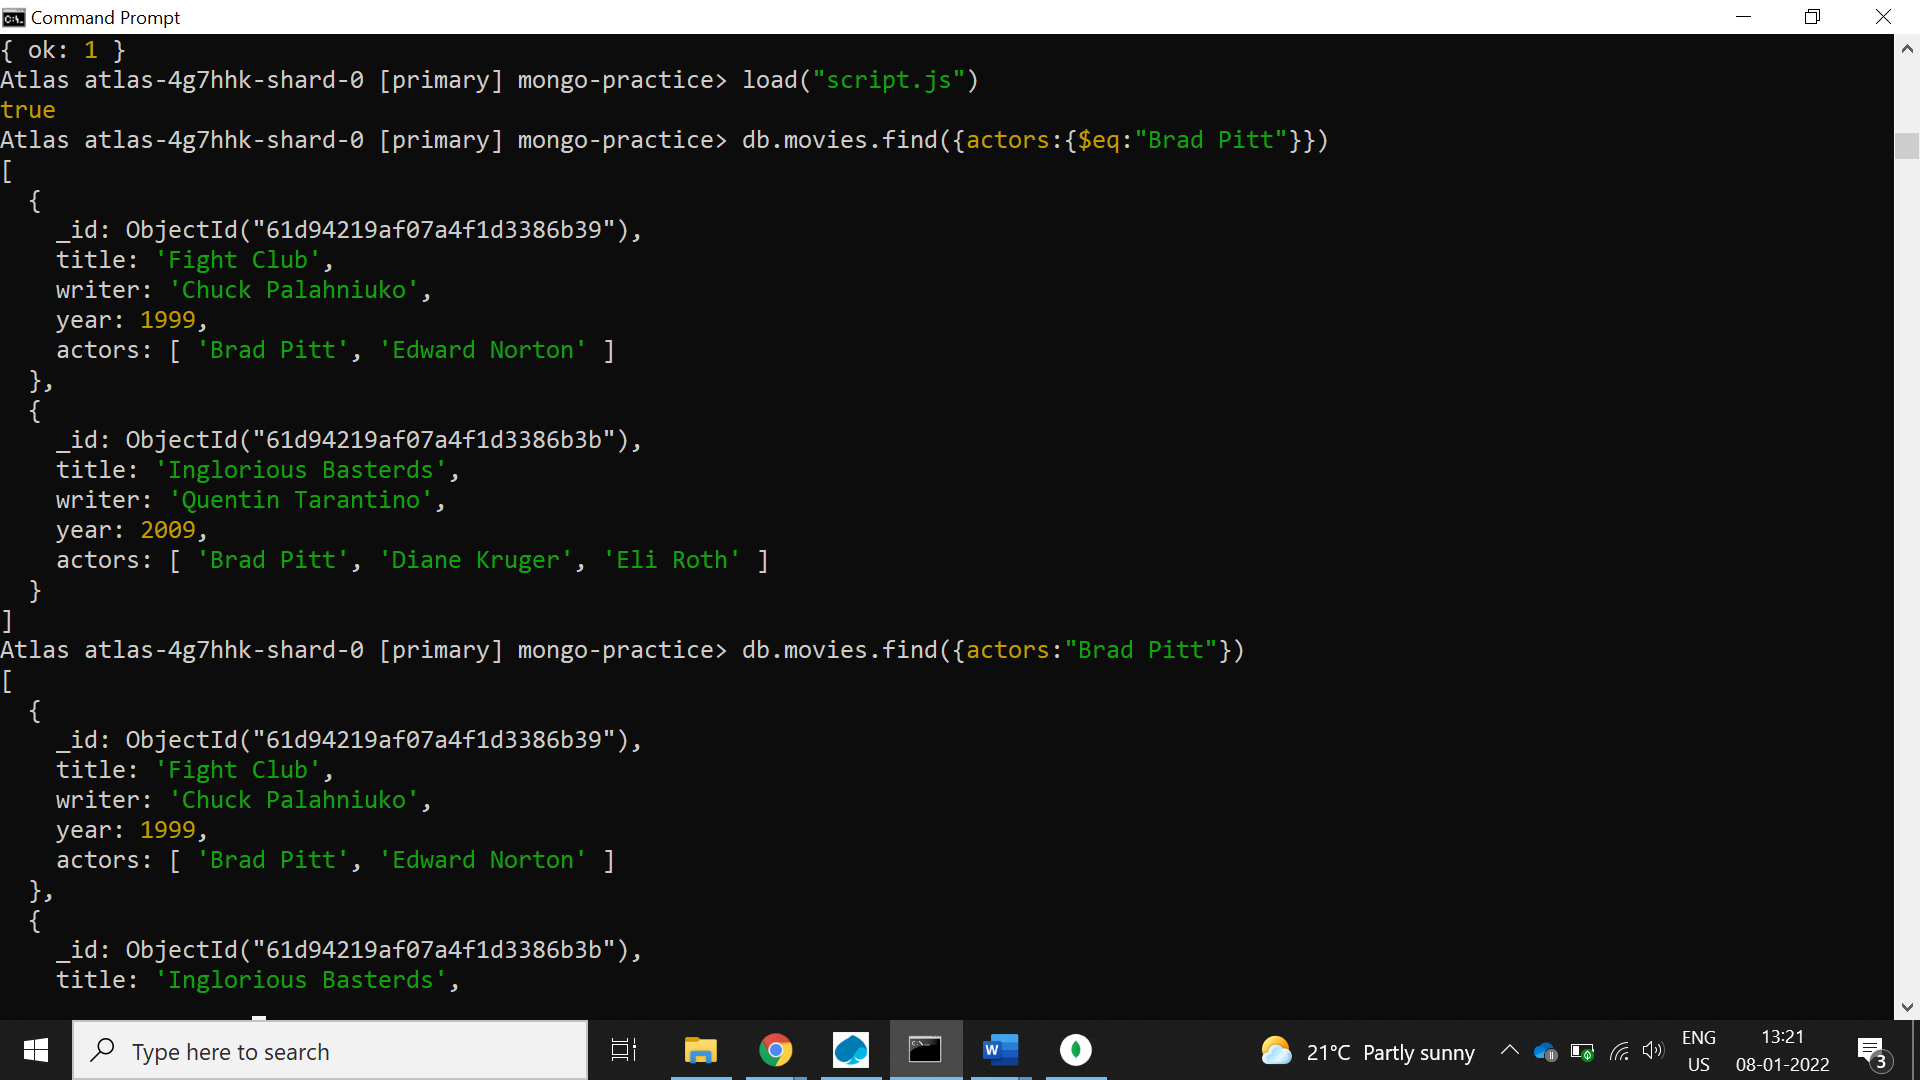 Command Prompt
{ ok: 1 }
Atlas atlas-4g7hhk-shard-0 [primary] mongo-practice> load("script.js")
true
Atlas atlas-4g7hhk-shard-0 [primary] mongo-practice> db.movies.find({actors:{$eq:"Brad Pitt"}})
[
  {
    _id: ObjectId("61d94219af07a4f1d3386b39"),
    title: 'Fight Club',
    writer: 'Chuck Palahniuko',
    year: 1999,
    actors: [ 'Brad Pitt', 'Edward Norton' ]
  },
  {
    _id: ObjectId("61d94219af07a4f1d3386b3b"),
    title: 'Inglorious Basterds',
    writer: 'Quentin Tarantino',
    year: 2009,
    actors: [ 'Brad Pitt', 'Diane Kruger', 'Eli Roth' ]
  }
]
Atlas atlas-4g7hhk-shard-0 [primary] mongo-practice> db.movies.find({actors:"Brad Pitt"})
[
  {
    _id: ObjectId("61d94219af07a4f1d3386b39"),
    title: 'Fight Club',
    writer: 'Chuck Palahniuko',
    year: 1999,
    actors: [ 'Brad Pitt', 'Edward Norton' ]
  },
  {
    _id: ObjectId("61d94219af07a4f1d3386b3b"),
    title: 'Inglorious Basterds',
Type here to search
21°C Partly sunny
ENG
US
13:21
08-01-2022
3